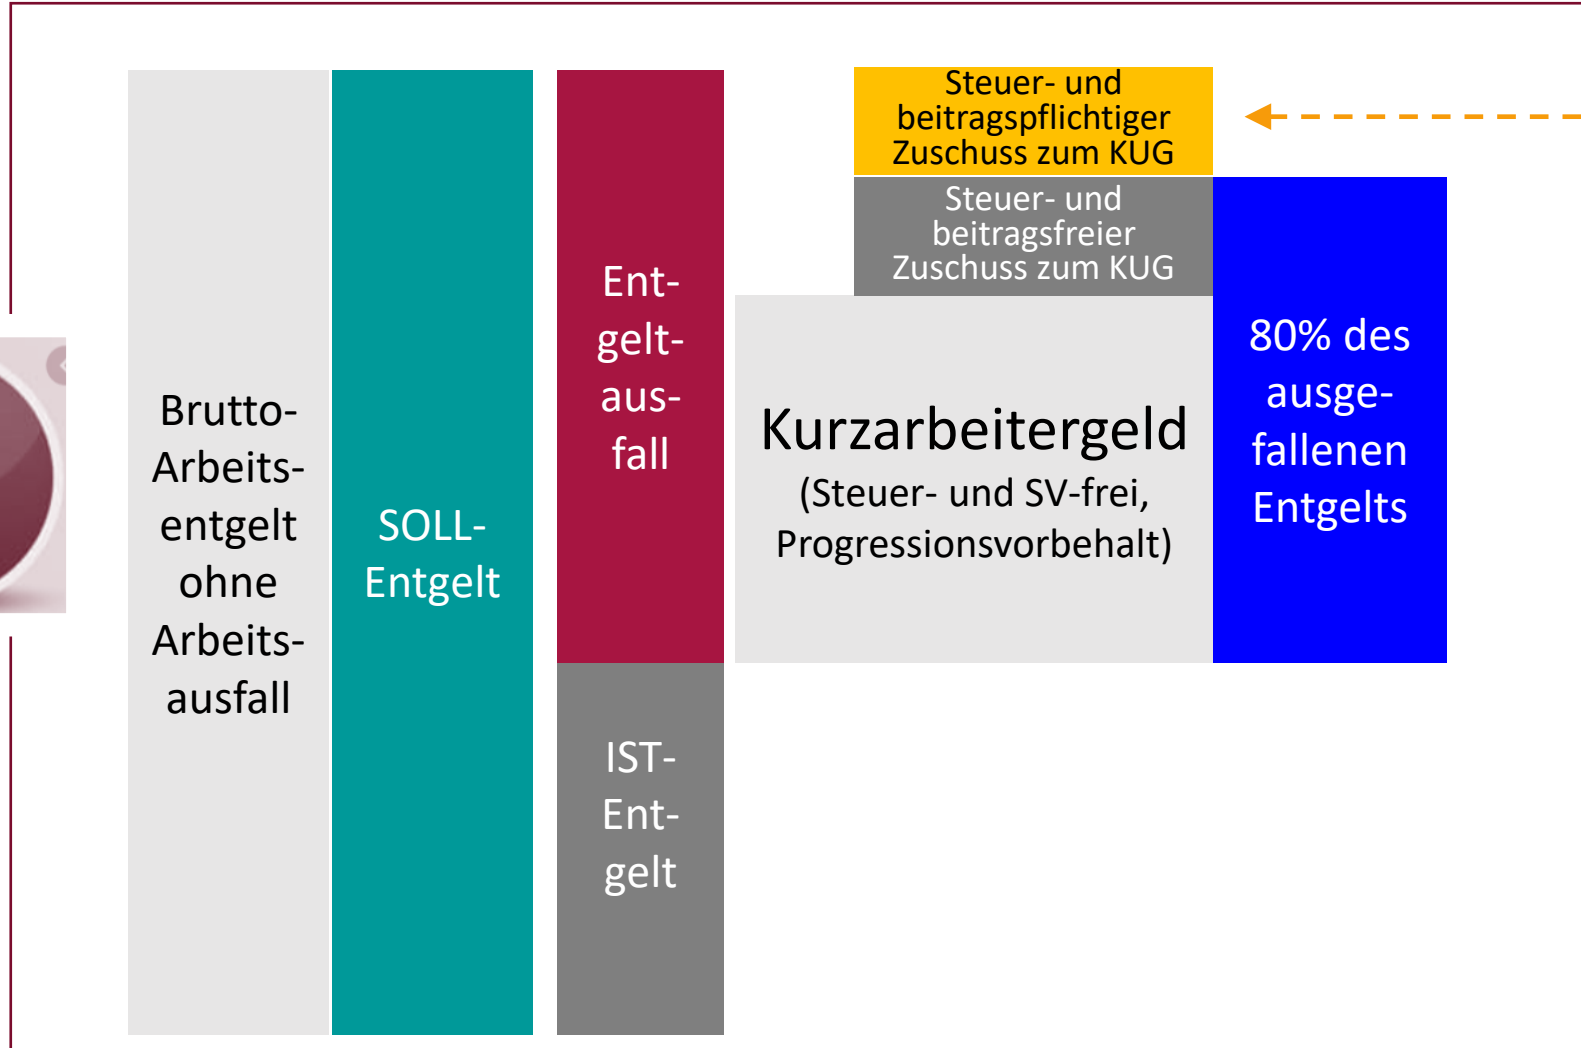 Brutto-
Arbeits-
entgelt
ohne
Arbeits-
ausfall
SOLL-
Entgelt
Ent-
gelt-
aus-
fall
IST-
Ent-
gelt
Steuer- und
beitragspflichtiger
Zuschuss zum KUG
Steuer- und
beitragsfreier
Zuschuss zum KUG
Kurzarbeitergeld
(Steuer- und SV-frei,
Progressionsvorbehalt)
80% des
ausge-
fallenen
Entgelts